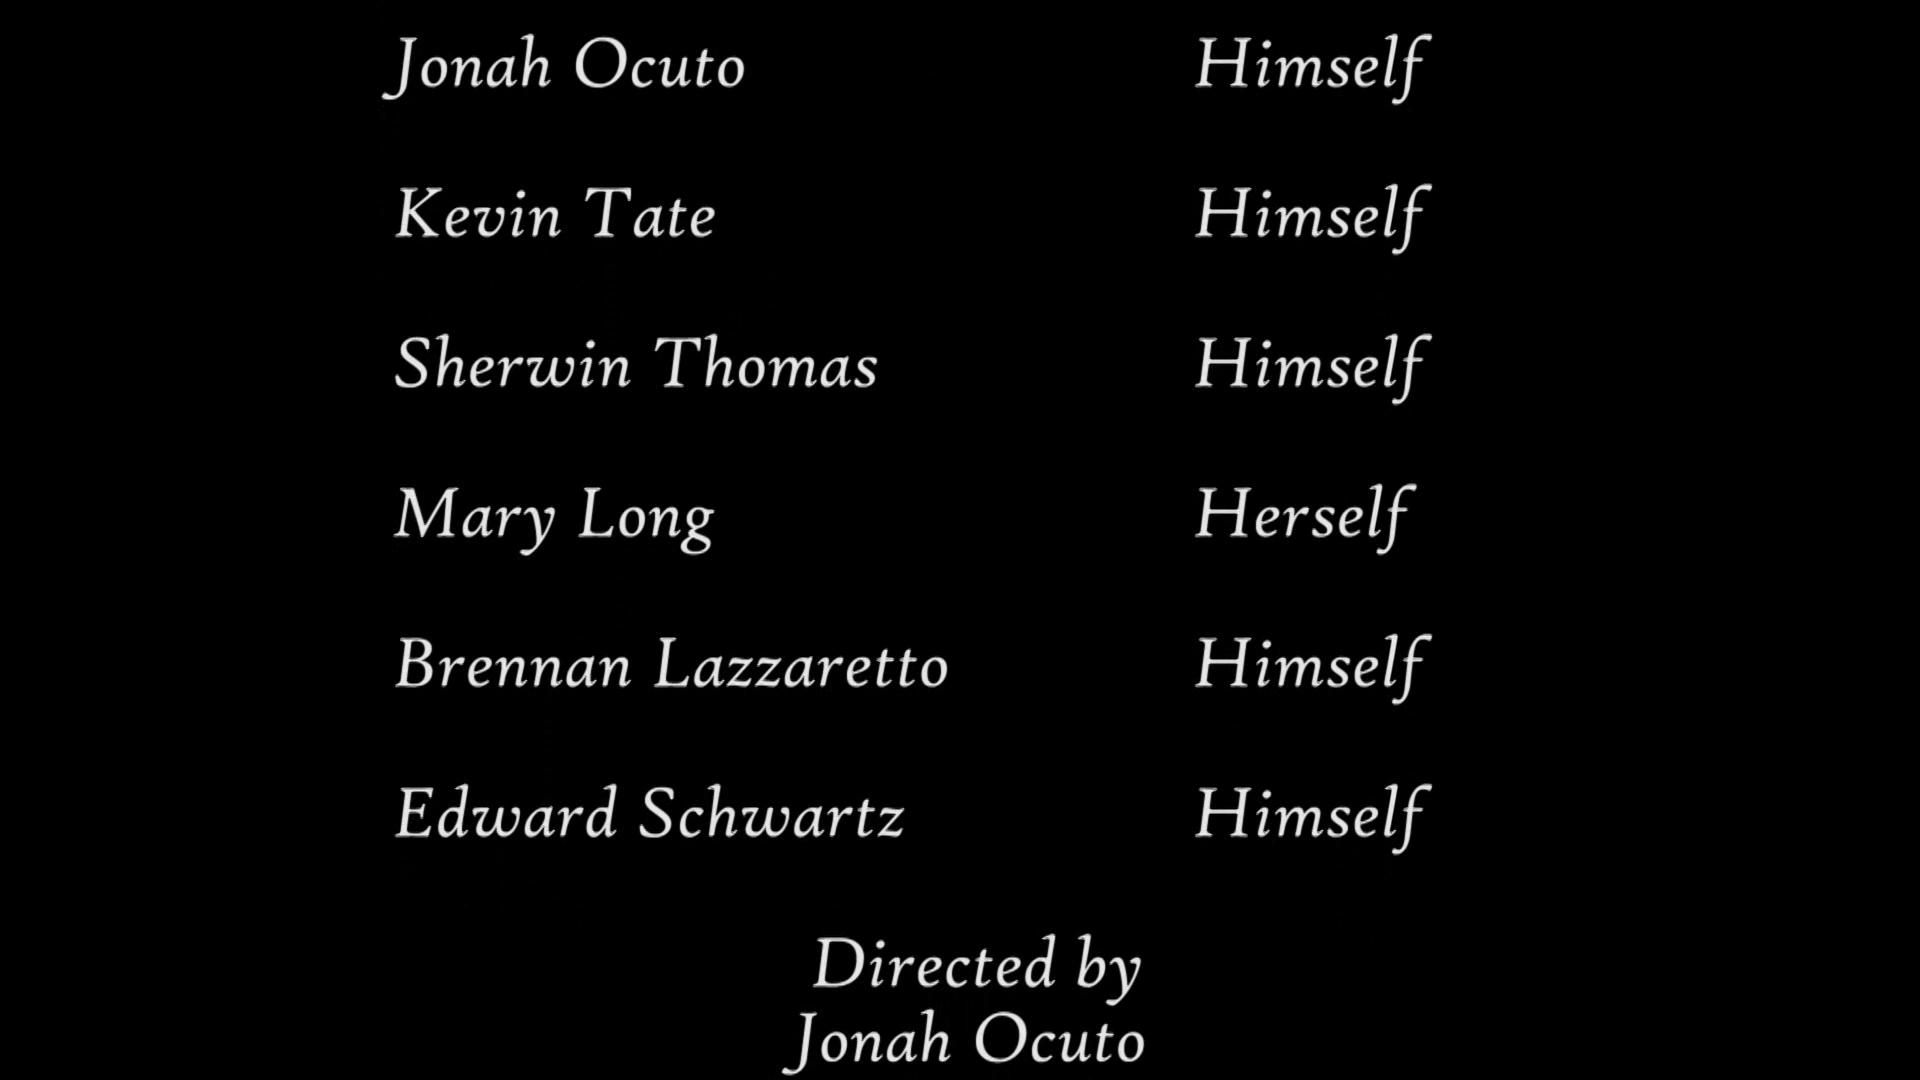 Jonah Ocuto Himself
Kevin Tate Himself
Sherwin Thomas Himself
Mary Long Herself
Brennan Lazzaretto Himself
Edward Schwartz Himself
Directed by
Jonah Ocuto